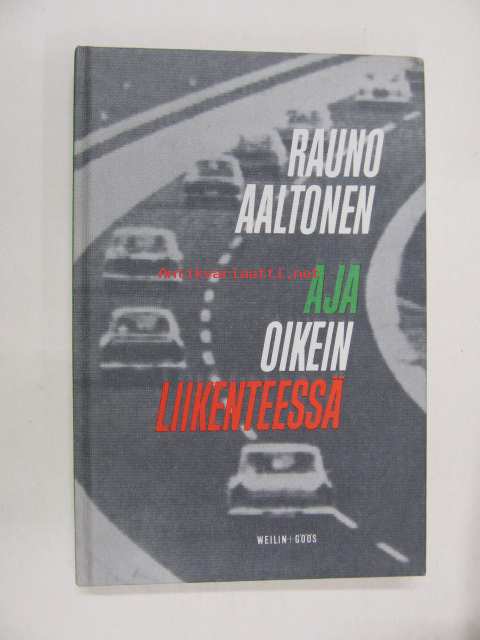 RAUNO
AALTONEN
Antikvariaatti.net
AJA
OIKEIN
LIIKENTEESSÄ
WEILIN+GÖÖS